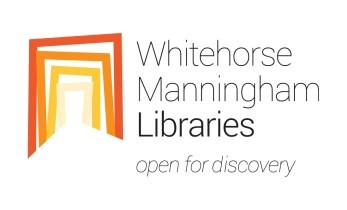 Whitehorse
Manningham
Libraries
open for discovery